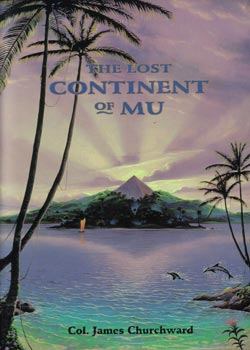 THE LOST
CONTINENT
OF MU
Col. James Churchward